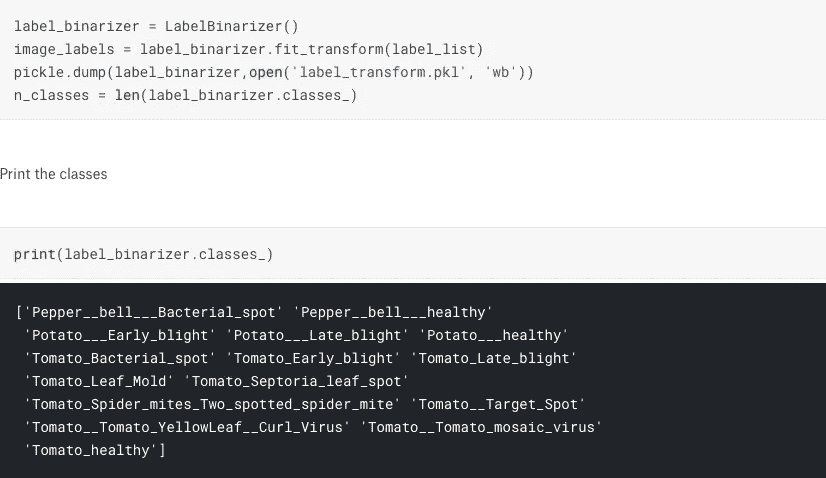 label_binarizer = LabelBinarizer()
image_labels = label_binarizer.fit_transform(label_list)
pickle.dump(label_binarizer,open('label_transform.pkl', 'wb'))
n_classes = len(label_binarizer.classes_)
Print the classes
print(label_binarizer.classes_)
['Pepper__bell___Bacterial_spot' 'Pepper__bell___healthy'
'Potato___Early_blight' 'Potato___Late_blight' 'Potato___healthy'
'Tomato_Bacterial_spot' 'Tomato_Early_blight' 'Tomato_Late_blight'
'Tomato_Leaf_Mold' 'Tomato_Septoria_leaf_spot'
'Tomato_Spider_mites_Two_spotted_spider_mite' 'Tomato__Target_Spot'
'Tomato__Tomato_YellowLeaf__Curl_Virus' 'Tomato__Tomato_mosaic_virus'
'Tomato_healthy']